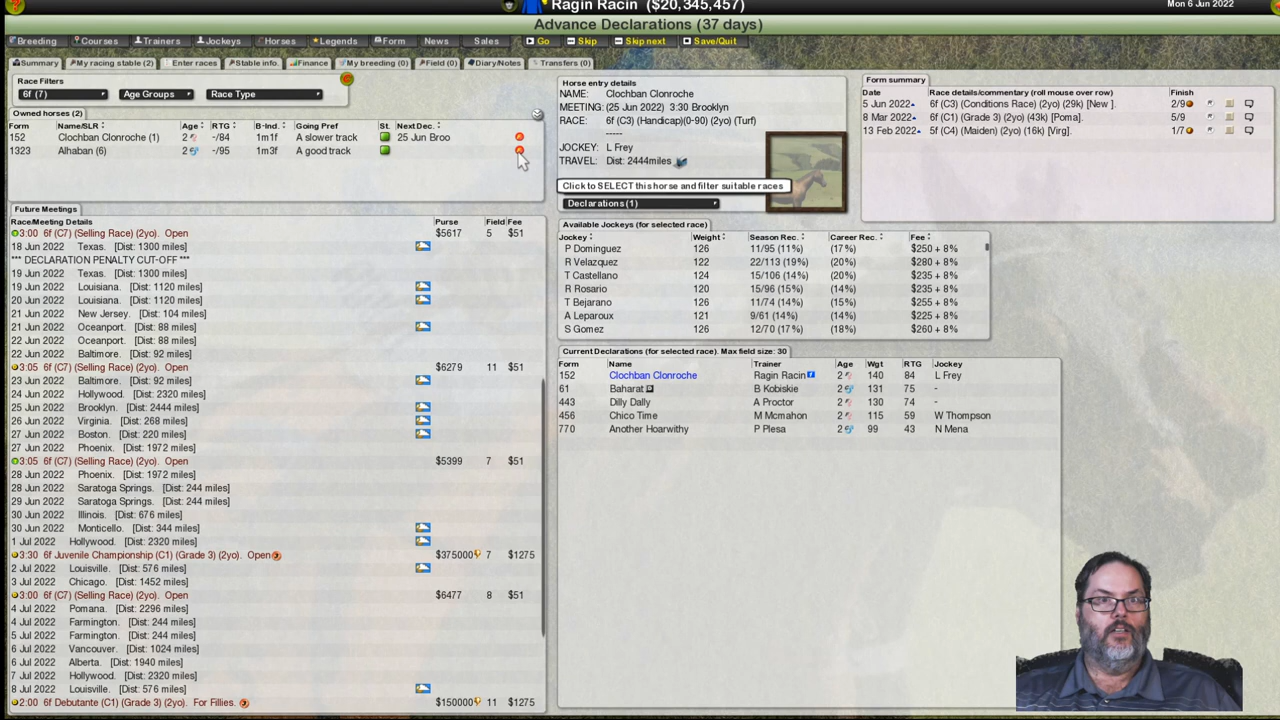 Ragin Racin ($20,345,457)
Mon 6 Jun 2022
Advance Declarations (37 days)
Breeding Courses Trainers Jockeys Horses Legends Form News Sales Go Skip Skip next Save/Quit
Summary My racing stable (2) Enter races Stable info. Finance My breeding (0) Field (0) Diary/Notes Transfers (0)
Race Filters
6f (7) Age Groups Race Type
Owned horses (2)
Form Name/SLR Age RTG B-Ind. Going Pref St. Next Dec.
152 Clochban Clonroche (1) 2 -/84 1m1f A slower track 25 Jun Broo
1323 Alhaban (6) 2 -/95 1m3f A good track
Future Meetings
Race/Meeting Details Purse Field Fee
3:00 6f (C7) (Selling Race) (2yo). Open $5617 5 $51
18 Jun 2022 Texas. [Dist: 1300 miles]
*** DECLARATION PENALTY CUT-OFF ***
19 Jun 2022 Texas. [Dist: 1300 miles]
19 Jun 2022 Louisiana. [Dist: 1120 miles]
20 Jun 2022 Louisiana. [Dist: 1120 miles]
21 Jun 2022 New Jersey. [Dist: 104 miles]
21 Jun 2022 Oceanport. [Dist: 88 miles]
22 Jun 2022 Oceanport. [Dist: 88 miles]
22 Jun 2022 Baltimore. [Dist: 92 miles]
3:05 6f (C7) (Selling Race) (2yo). Open $6279 11 $51
23 Jun 2022 Baltimore. [Dist: 92 miles]
24 Jun 2022 Hollywood. [Dist: 2320 miles]
25 Jun 2022 Brooklyn. [Dist: 2444 miles]
26 Jun 2022 Virginia. [Dist: 268 miles]
27 Jun 2022 Boston. [Dist: 220 miles]
27 Jun 2022 Phoenix. [Dist: 1972 miles]
3:05 6f (C7) (Selling Race) (2yo). Open $5399 7 $51
28 Jun 2022 Phoenix. [Dist: 1972 miles]
28 Jun 2022 Saratoga Springs. [Dist: 244 miles]
29 Jun 2022 Saratoga Springs. [Dist: 244 miles]
30 Jun 2022 Illinois. [Dist: 676 miles]
30 Jun 2022 Monticello. [Dist: 344 miles]
1 Jul 2022 Hollywood. [Dist: 2320 miles]
3:30 6f Juvenile Championship (C1) (Grade 3) (2yo). Open $375000 7 $1275
2 Jul 2022 Louisville. [Dist: 576 miles]
3 Jul 2022 Chicago. [Dist: 1452 miles]
3:00 6f (C7) (Selling Race) (2yo). Open $6477 8 $51
4 Jul 2022 Pomana. [Dist: 2296 miles]
4 Jul 2022 Farmington. [Dist: 244 miles]
5 Jul 2022 Farmington. [Dist: 244 miles]
6 Jul 2022 Vancouver. [Dist: 1024 miles]
6 Jul 2022 Alberta. [Dist: 1940 miles]
7 Jul 2022 Hollywood. [Dist: 2320 miles]
8 Jul 2022 Louisville. [Dist: 576 miles]
2:00 6f Debutante (C1) (Grade 3) (2yo). For Fillies. $150000 11 $1275
Horse entry details
NAME: Clochban Clonroche
MEETING: (25 Jun 2022) 3:30 Brooklyn
RACE: 6f (C3) (Handicap)(0-90) (2yo) (Turf)
-----
JOCKEY: L Frey
TRAVEL: Dist: 2444miles
Click to SELECT this horse and filter suitable races
Declarations (1)
Form summary
Date Race details/commentary (roll mouse over row) Finish
5 Jun 2022 6f (C3) (Conditions Race) (2yo) (29k) [New ]. 2/9
8 Mar 2022 6f (C1) (Grade 3) (2yo) (43k) [Poma]. 5/9
13 Feb 2022 5f (C4) (Maiden) (2yo) (16k) [Virg]. 1/7
Available Jockeys (for selected race)
Jockey Weight Season Rec. Career Rec. Fee
P Dominguez 126 11/95 (11%) (17%) $250 + 8%
R Velazquez 122 22/113 (19%) (20%) $280 + 8%
T Castellano 124 15/106 (14%) (20%) $235 + 8%
R Rosario 120 15/96 (15%) (14%) $235 + 8%
T Bejarano 126 11/74 (14%) (15%) $255 + 8%
A Leparoux 121 9/61 (14%) (14%) $225 + 8%
S Gomez 126 12/70 (17%) (18%) $260 + 8%
Current Declarations (for selected race). Max field size: 30
Form Name Trainer Age Wgt RTG Jockey
152 Clochban Clonroche Ragin Racin 2 140 84 L Frey
61 Baharat B Kobiskie 2 131 75 -
443 Dilly Dally A Proctor 2 130 74 -
456 Chico Time M Mcmahon 2 115 59 W Thompson
770 Another Hoarwithy P Plesa 2 99 43 N Mena